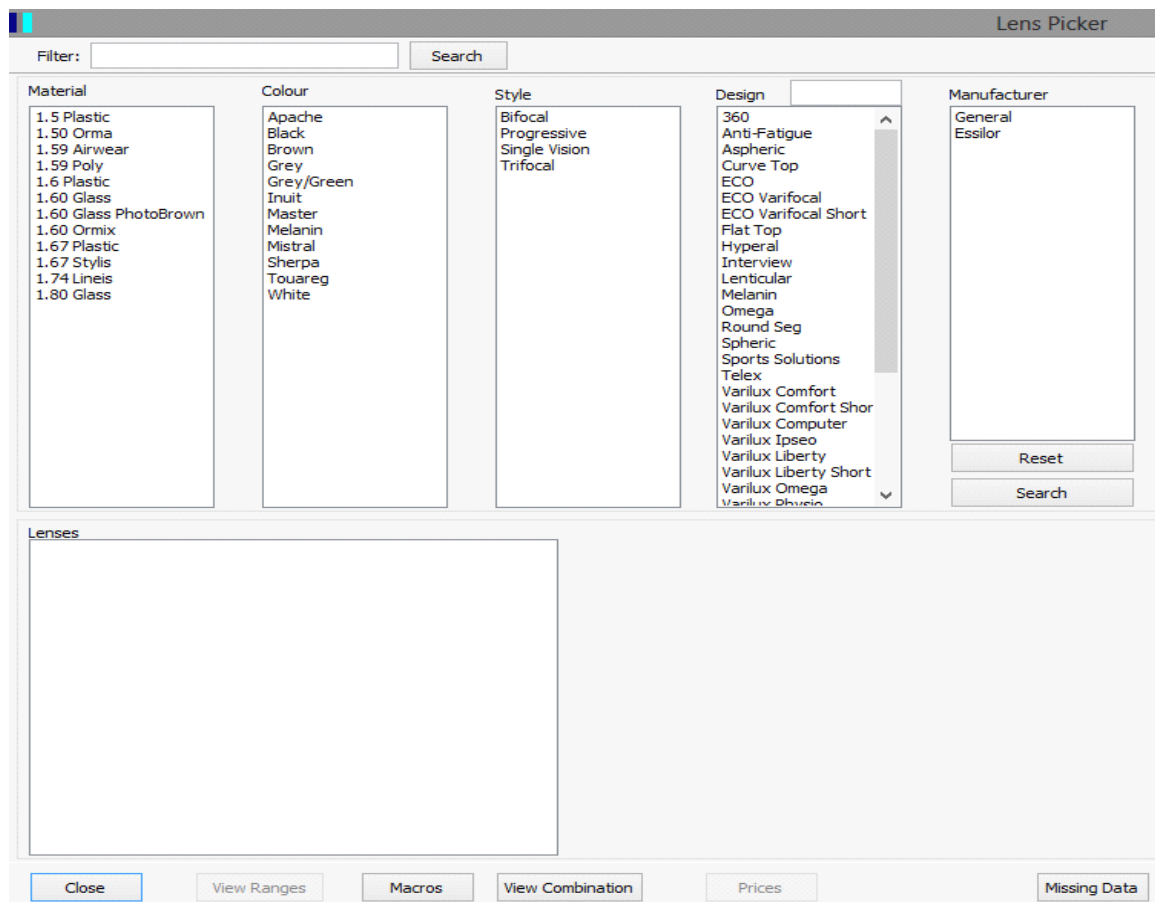 Lens Picker
Filter: Search
Material
1.5 Plastic
1.50 Orma
1.59 Airwear
1.59 Poly
1.6 Plastic
1.60 Glass
1.60 Glass PhotoBrown
1.60 Ormix
1.67 Plastic
1.67 Stylis
1.74 Lineis
1.80 Glass
Colour
Apache
Black
Brown
Grey
Grey/Green
Inuit
Master
Melanin
Mistral
Sherpa
Touareg
White
Style
Bifocal
Progressive
Single Vision
Trifocal
Design
360
Anti-Fatigue
Aspheric
Curve Top
ECO
ECO Varifocal
ECO Varifocal Short
Flat Top
Hyperal
Interview
Lenticular
Melanin
Omega
Round Seg
Spheric
Sports Solutions
Telex
Varilux Comfort
Varilux Comfort Shor
Varilux Computer
Varilux Ipseo
Varilux Liberty
Varilux Liberty Short
Varilux Omega
Varilux Physio
Manufacturer
General
Essilor
Reset
Search
Lenses
Close View Ranges Macros View Combination Prices Missing Data